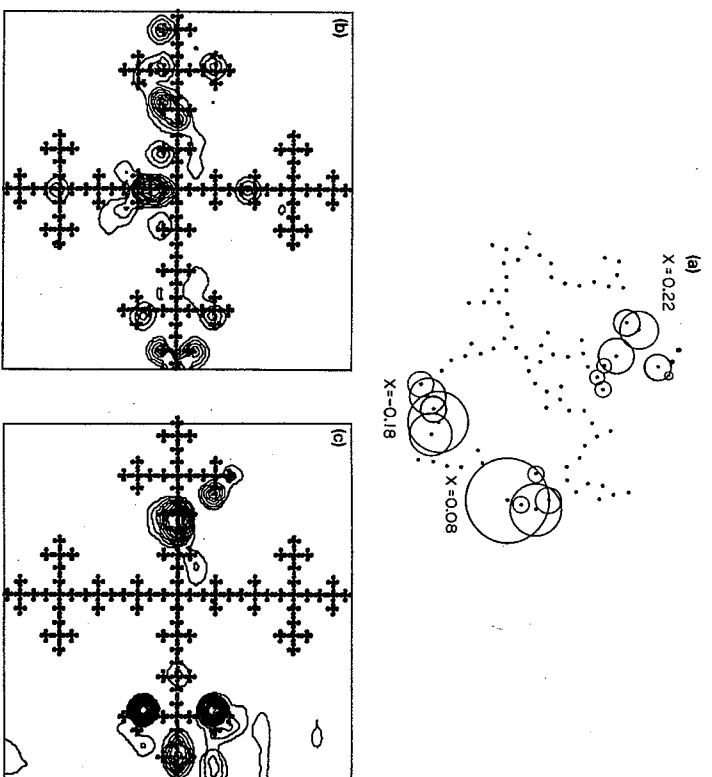 (a)
X = 0.22
X = -0.18
X = 0.08
(b)
(c)